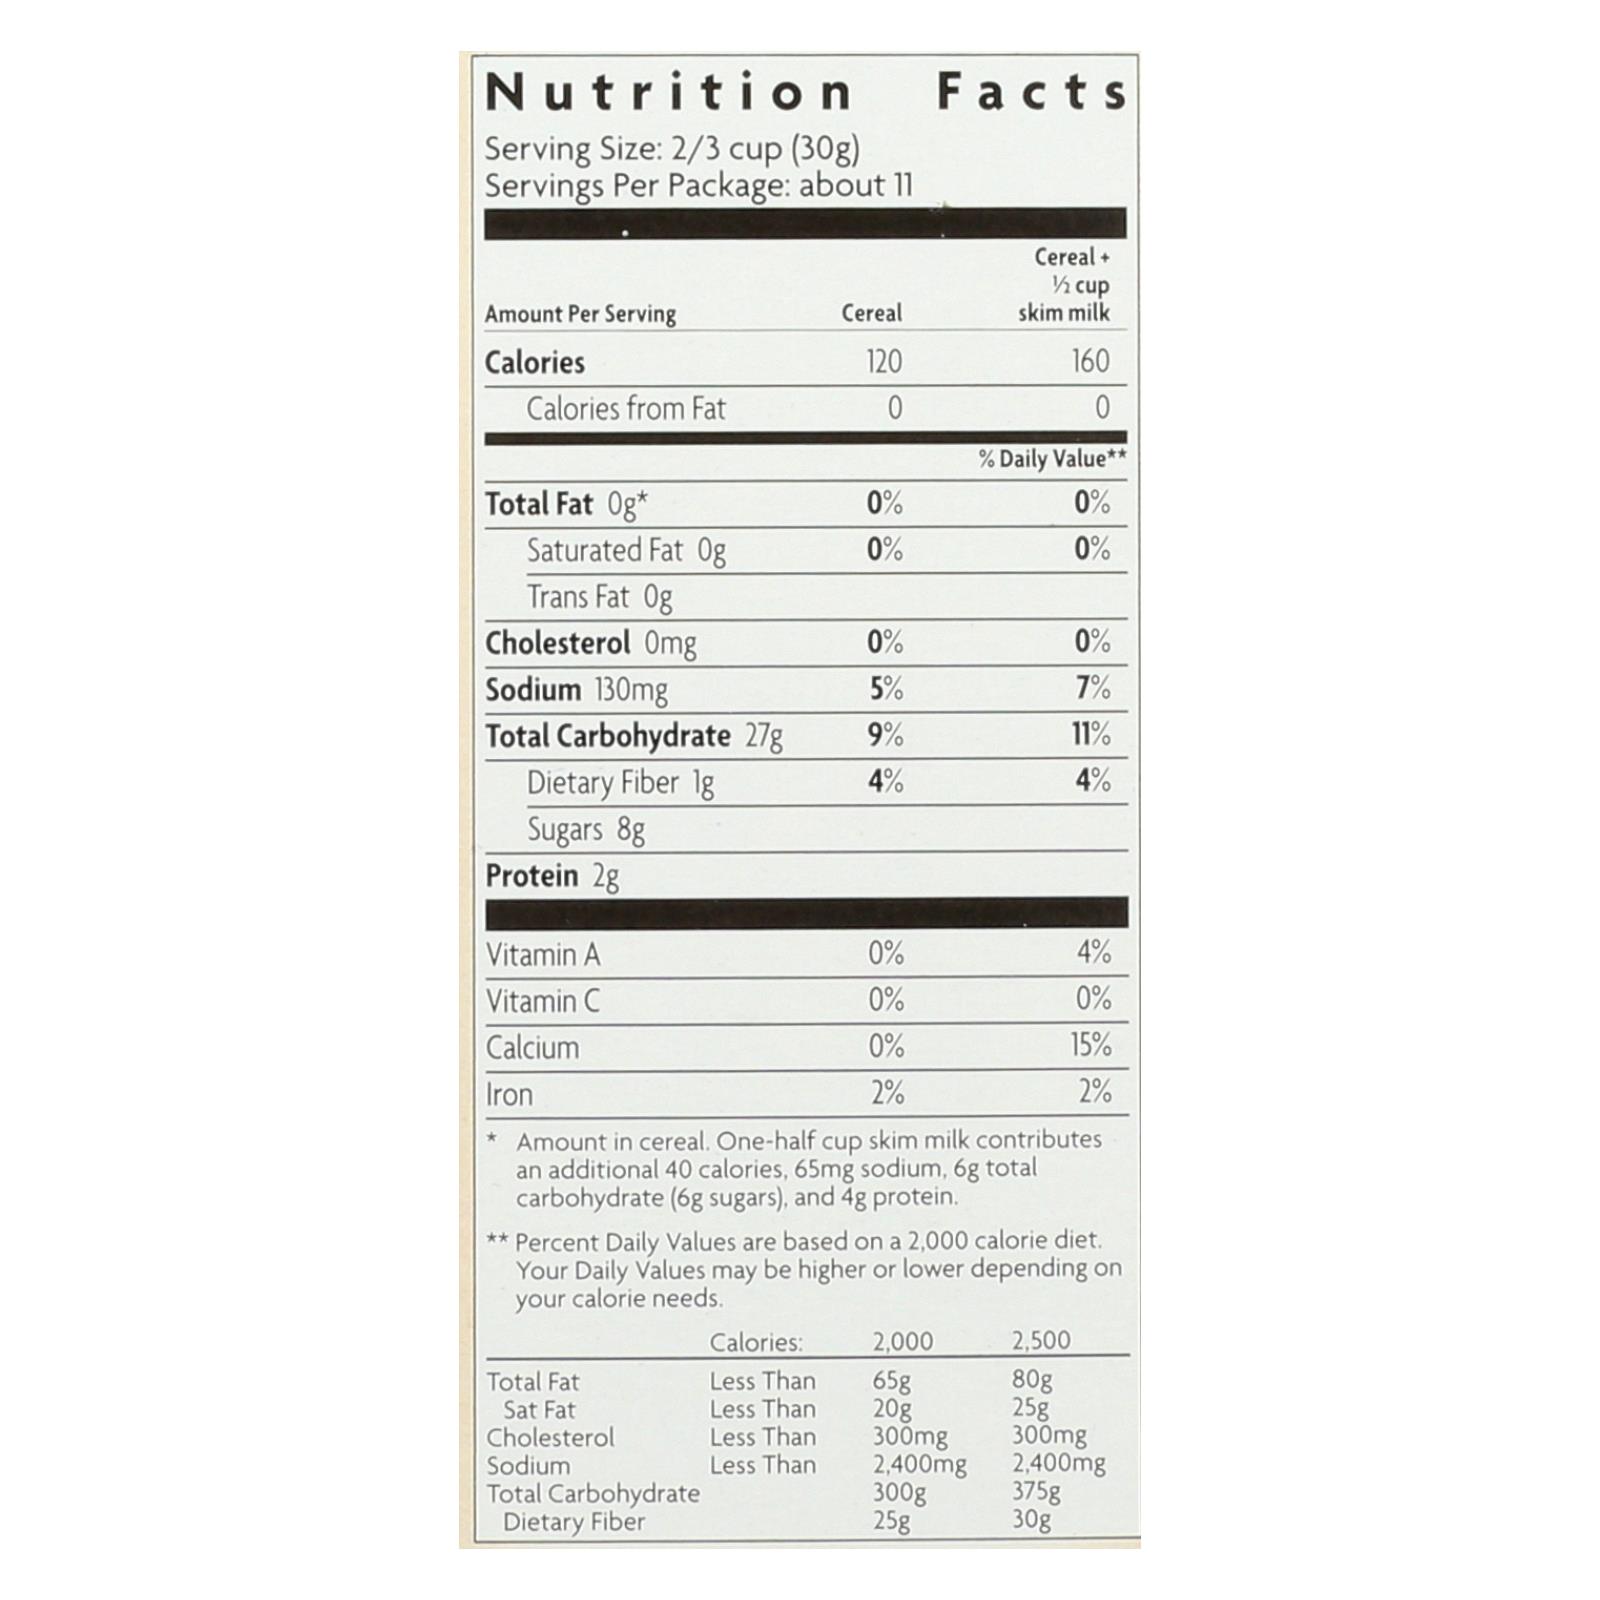 Nutrition Facts
Serving Size: 2/3 cup (30g)
Servings Per Package: about 11
Cereal +
½ cup
Amount Per Serving Cereal skim milk
Calories 120 160
Calories from Fat 0 0
% Daily Value**
Total Fat 0g* 0% 0%
Saturated Fat 0g 0% 0%
Trans Fat 0g
Cholesterol 0mg 0% 0%
Sodium 130mg 5% 7%
Total Carbohydrate 27g 9% 11%
Dietary Fiber 1g 4% 4%
Sugars 8g
Protein 2g
Vitamin A 0% 4%
Vitamin C 0% 0%
Calcium 0% 15%
Iron 2% 2%
* Amount in cereal. One-half cup skim milk contributes
an additional 40 calories, 65mg sodium, 6g total
carbohydrate (6g sugars), and 4g protein.
** Percent Daily Values are based on a 2,000 calorie diet.
Your Daily Values may be higher or lower depending on
your calorie needs.
Calories: 2,000 2,500
Total Fat Less Than 65g 80g
Sat Fat Less Than 20g 25g
Cholesterol Less Than 300mg 300mg
Sodium Less Than 2,400mg 2,400mg
Total Carbohydrate 300g 375g
Dietary Fiber 25g 30g